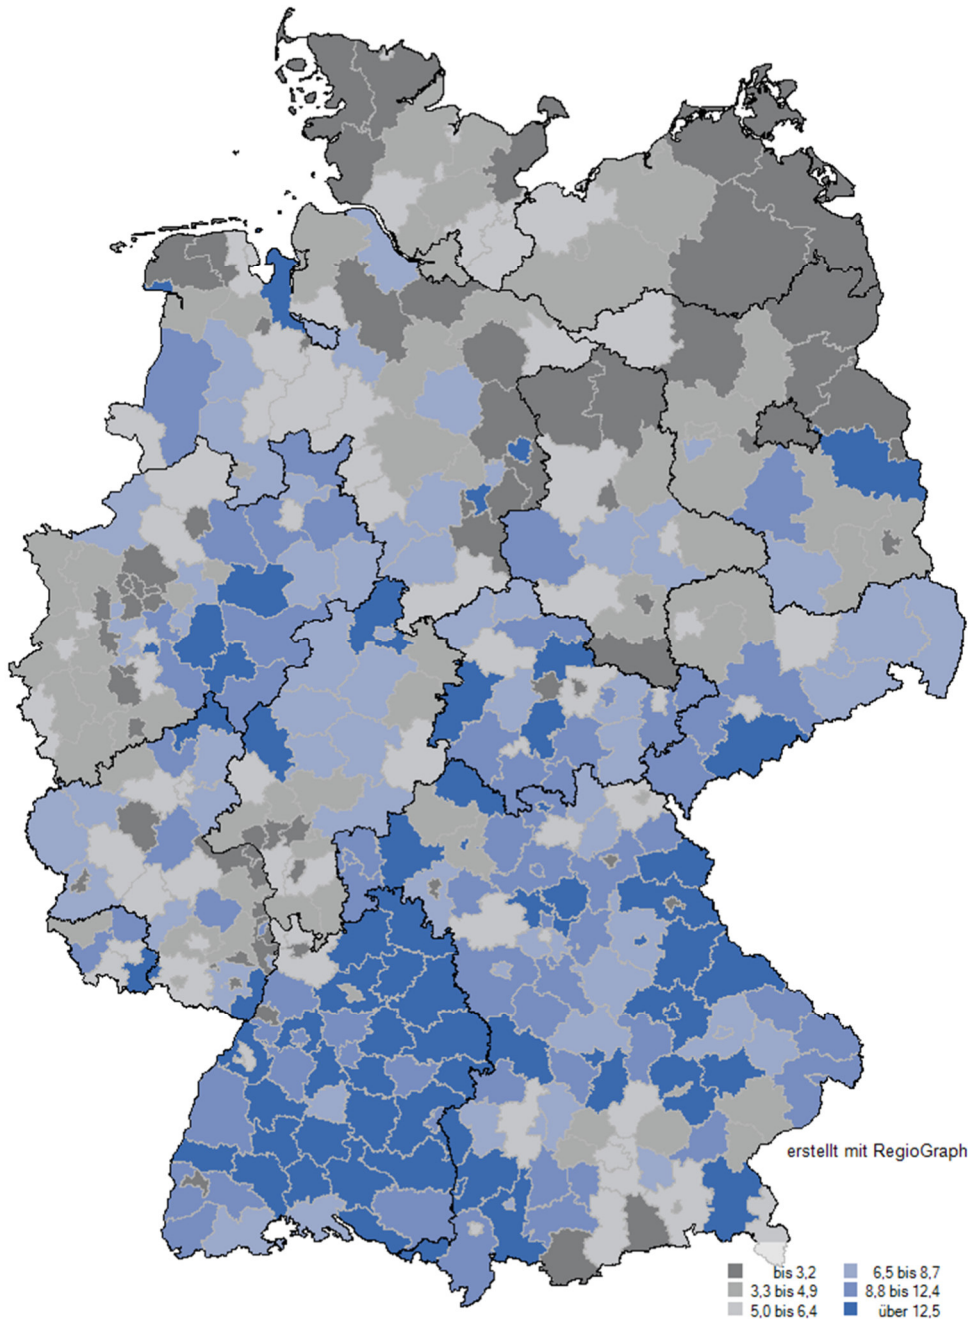 erstellt mit RegioGraph
bis 3,2 6,5 bis 8,7
3,3 bis 4,9 8,8 bis 12,4
5,0 bis 6,4 über 12,5